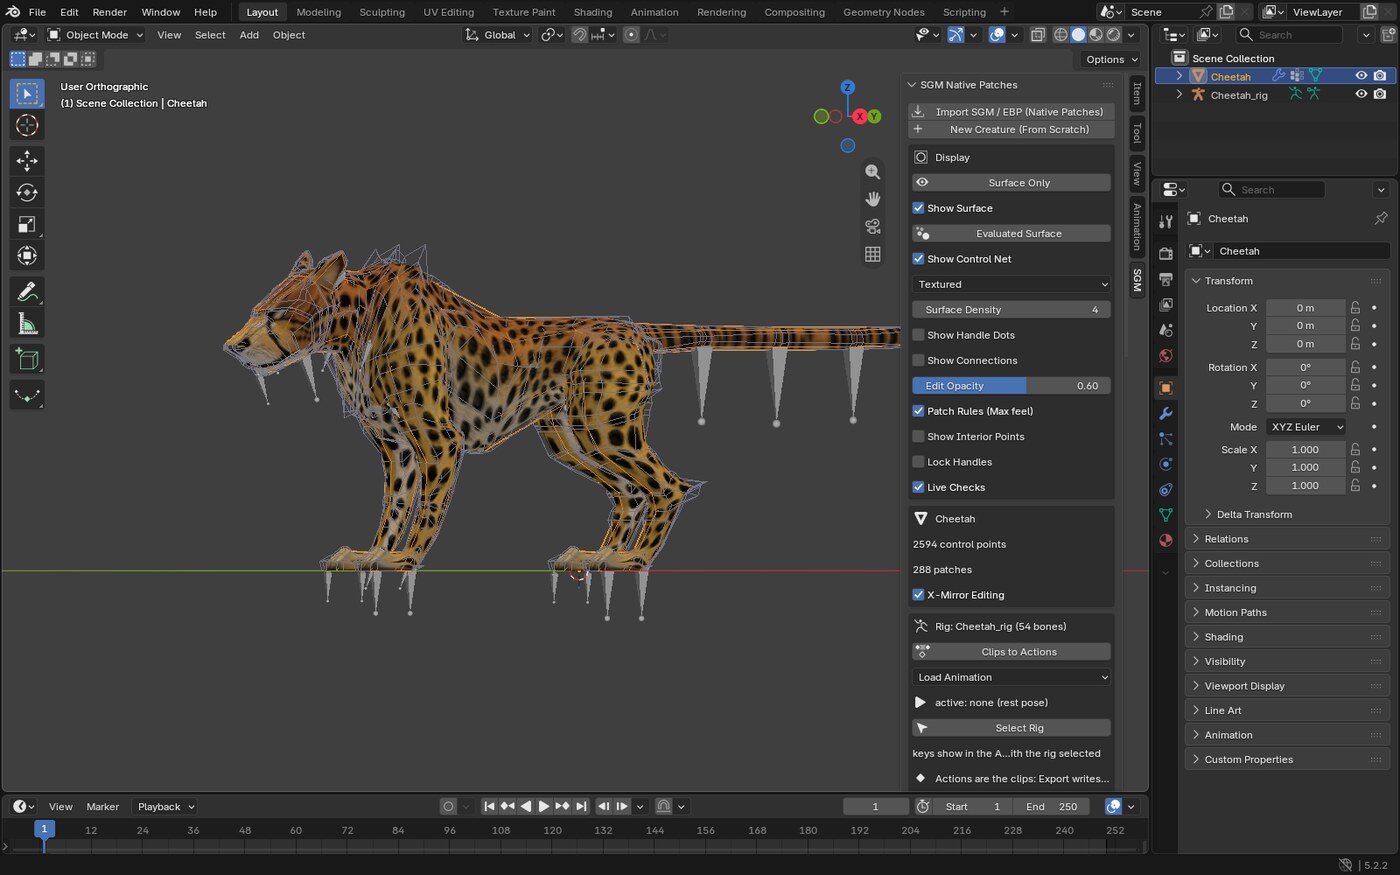 File Edit Render Window Help Layout Modeling Sculpting UV Editing Texture Paint Shading Animation Rendering Compositing Geometry Nodes Scripting + Scene ViewLayer
Object Mode View Select Add Object Global Search
Options
Scene Collection
Cheetah
Cheetah_rig
User Orthographic
(1) Scene Collection | Cheetah
Z
X
Y
SGM Native Patches
Import SGM / EBP (Native Patches)
New Creature (From Scratch)
Display
Surface Only
Show Surface
Evaluated Surface
Show Control Net
Textured
Surface Density 4
Show Handle Dots
Show Connections
Edit Opacity 0.60
Patch Rules (Max feel)
Show Interior Points
Lock Handles
Live Checks
Cheetah
2594 control points
288 patches
X-Mirror Editing
Rig: Cheetah_rig (54 bones)
Clips to Actions
Load Animation
active: none (rest pose)
Select Rig
keys show in the A...ith the rig selected
Actions are the clips: Export writes...
Item
Tool
View
Animation
SGM
Search
Cheetah
Cheetah
Transform
Location X 0 m
Y 0 m
Z 0 m
Rotation X 0°
Y 0°
Z 0°
Mode XYZ Euler
Scale X 1.000
Y 1.000
Z 1.000
Delta Transform
Relations
Collections
Instancing
Motion Paths
Shading
Visibility
Viewport Display
Line Art
Animation
Custom Properties
View Marker Playback 1 Start 1 End 250
1 12 24 36 48 60 72 84 96 108 120 132 144 156 168 180 192 204 216 228 240 252
5.2.2